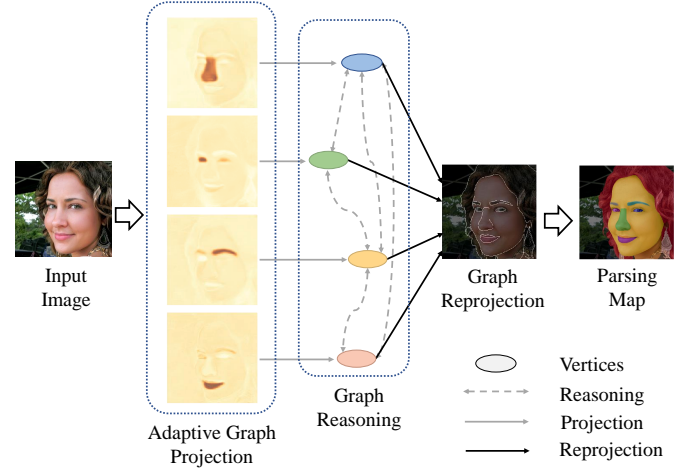 Input
Image
Adaptive Graph
Projection
Graph
Reasoning
Graph
Reprojection
Parsing
Map
Vertices
Reasoning
Projection
Reprojection